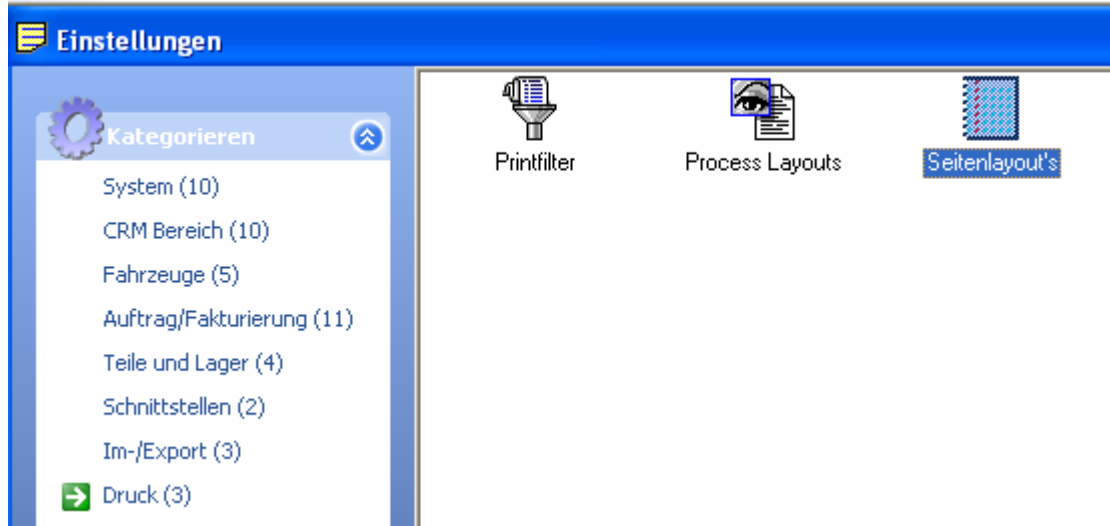 Einstellungen
Kategorieren
System (10)
CRM Bereich (10)
Fahrzeuge (5)
Auftrag/Fakturierung (11)
Teile und Lager (4)
Schnittstellen (2)
Im-/Export (3)
Druck (3)
Printfilter
Process Layouts
Seitenlayout's